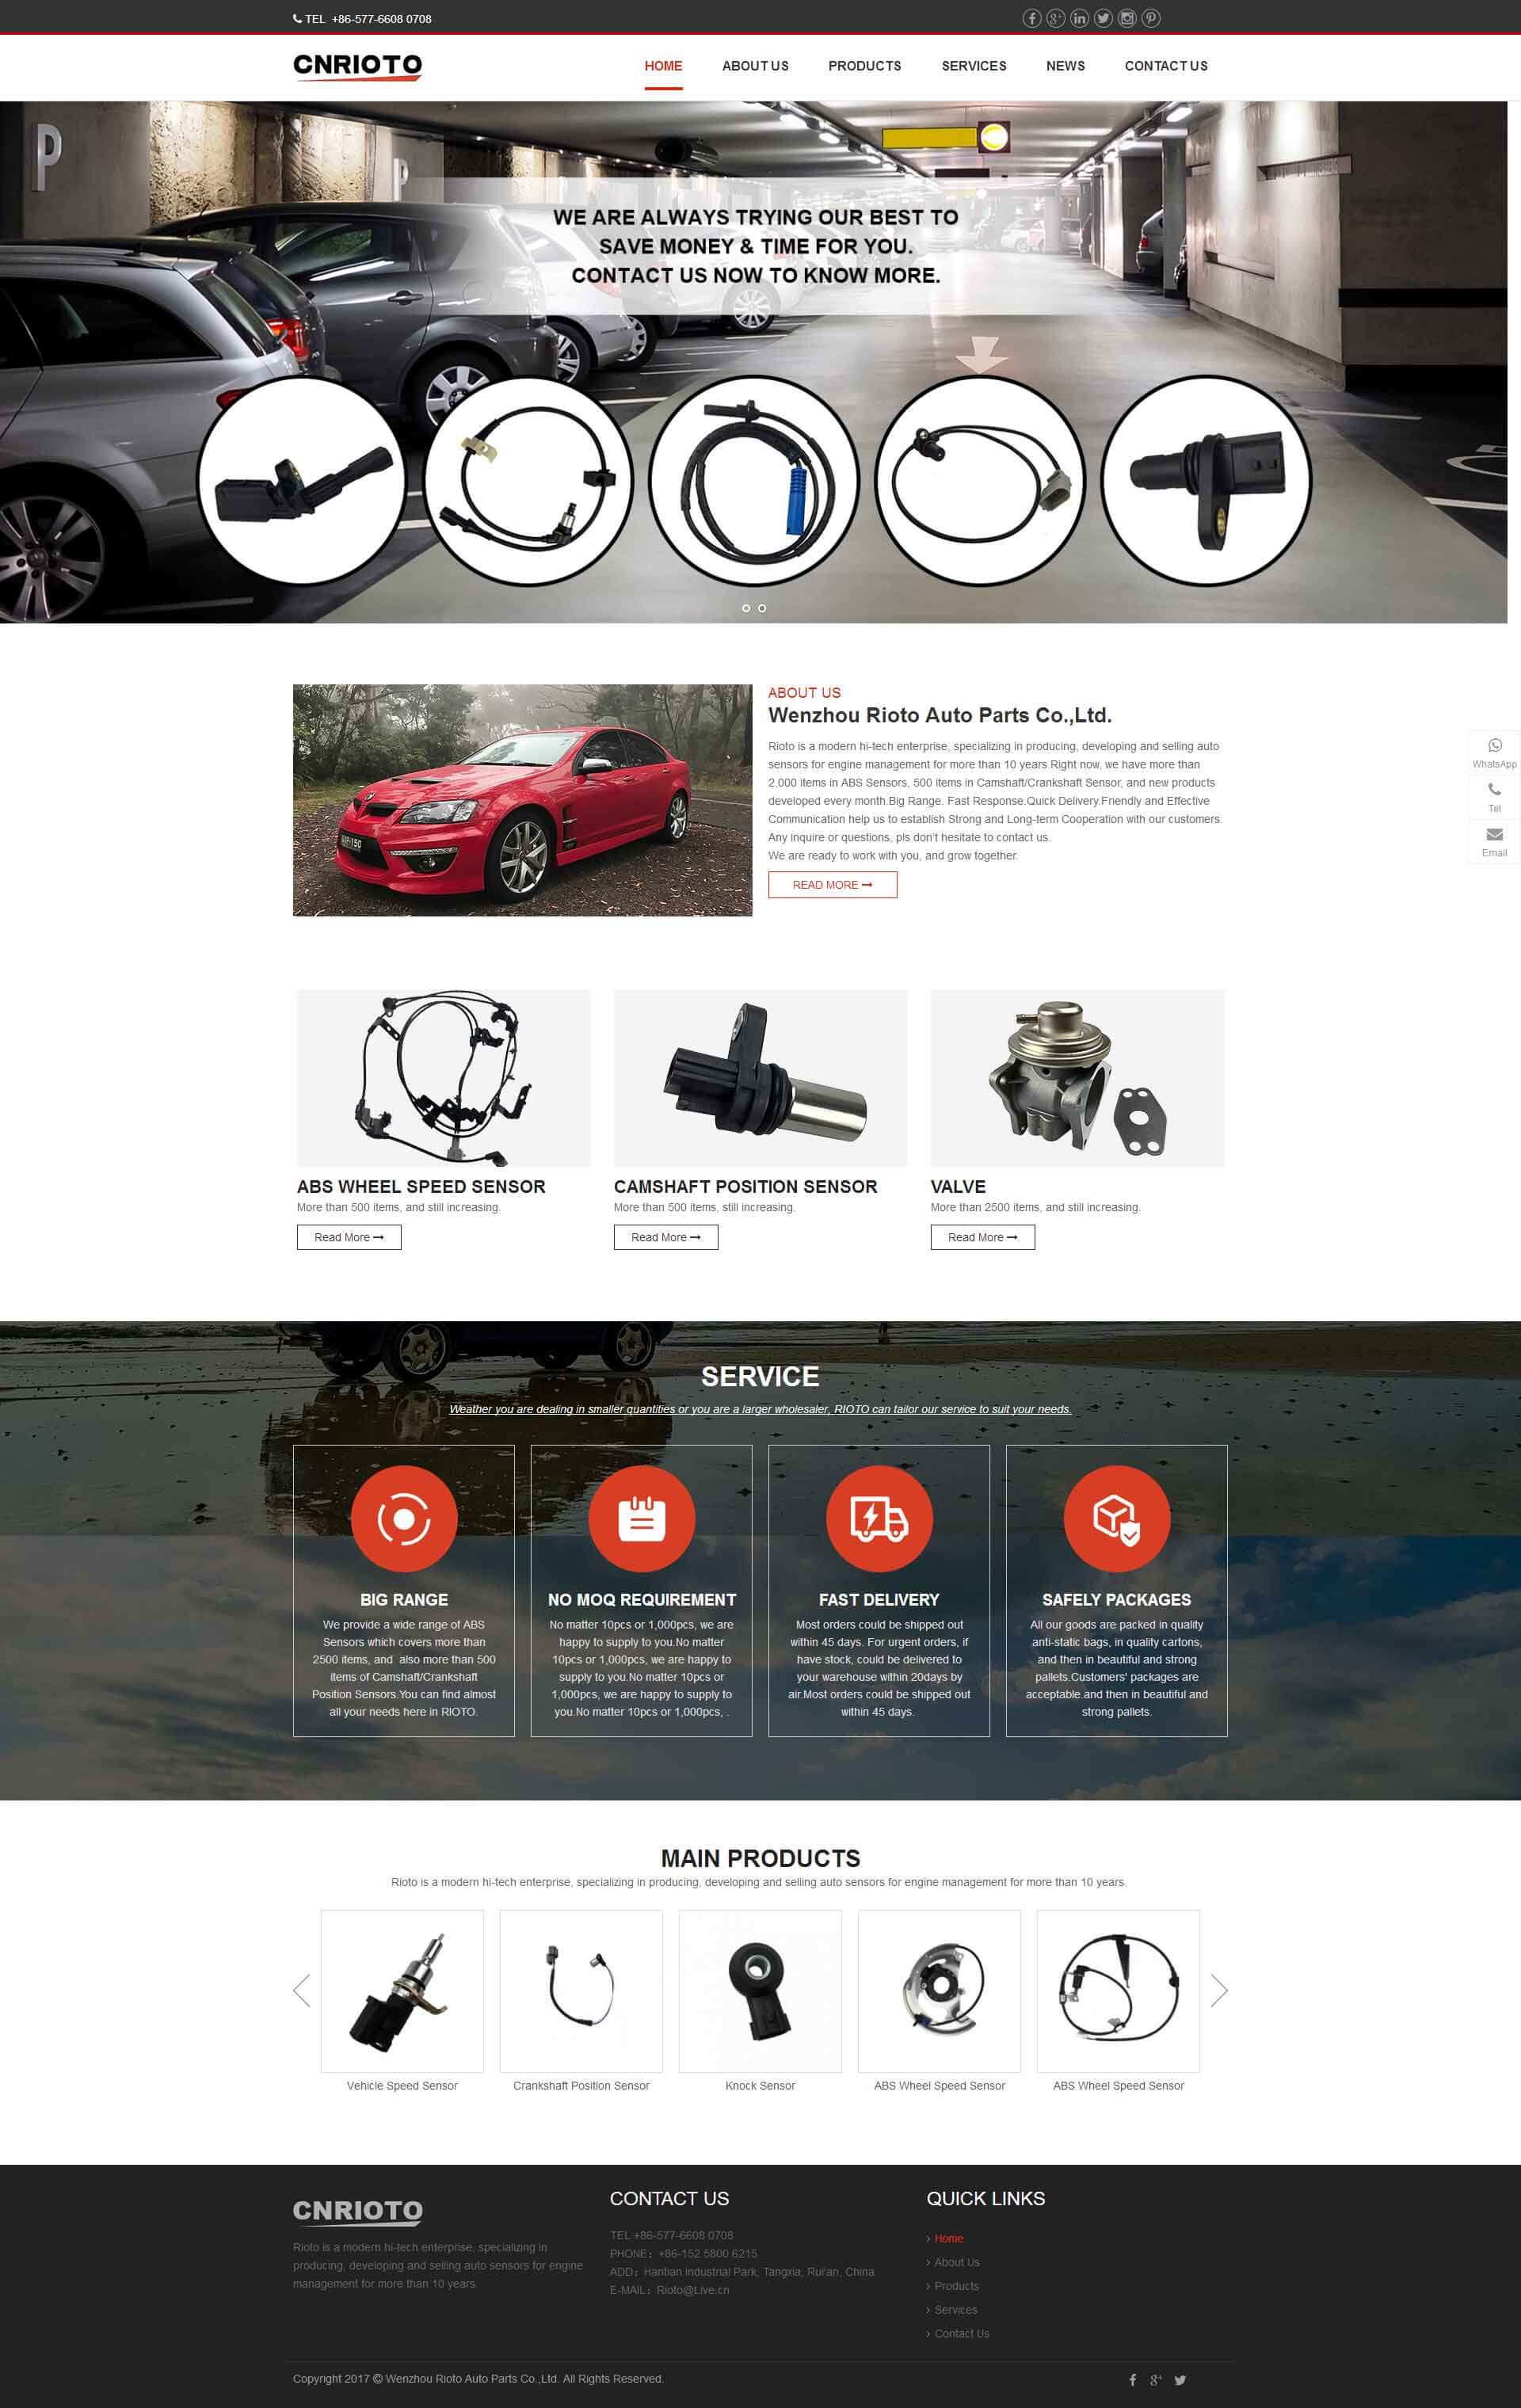 TEL +86-577-6608 0708
CNRIOTO
HOME ABOUT US PRODUCTS SERVICES NEWS CONTACT US
P
P
WE ARE ALWAYS TRYING OUR BEST TO
SAVE MONEY & TIME FOR YOU.
CONTACT US NOW TO KNOW MORE.
ABOUT US
Wenzhou Rioto Auto Parts Co.,Ltd.
Rioto is a modern hi-tech enterprise, specializing in producing, developing and selling auto
sensors for engine management for more than 10 years Right now, we have more than
2,000 items in ABS Sensors, 500 items in Camshaft/Crankshaft Sensor, and new products
developed every month.Big Range. Fast Response.Quick Delivery.Friendly and Effective
Communication help us to establish Strong and Long-term Cooperation with our customers.
Any inquire or questions, pls don't hesitate to contact us.
We are ready to work with you, and grow together.
READ MORE
WhatsApp
Tel
Email
ABS WHEEL SPEED SENSOR
More than 500 items, and still increasing.
Read More
CAMSHAFT POSITION SENSOR
More than 500 items, still increasing.
Read More
VALVE
More than 2500 items, and still increasing.
Read More
SERVICE
Weather you are dealing in smaller quantities or you are a larger wholesaler, RIOTO can tailor our service to suit your needs.
BIG RANGE
We provide a wide range of ABS
Sensors which covers more than
2500 items, and also more than 500
items of Camshaft/Crankshaft
Position Sensors.You can find almost
all your needs here in RIOTO.
NO MOQ REQUIREMENT
No matter 10pcs or 1,000pcs, we are
happy to supply to you.No matter
10pcs or 1,000pcs, we are happy to
supply to you.No matter 10pcs or
1,000pcs, we are happy to supply to
you.No matter 10pcs or 1,000pcs, .
FAST DELIVERY
Most orders could be shipped out
within 45 days. For urgent orders, if
have stock, could be delivered to
your warehouse within 20days by
air.Most orders could be shipped out
within 45 days.
SAFELY PACKAGES
All our goods are packed in quality
anti-static bags, in quality cartons,
and then in beautiful and strong
pallets.Customers' packages are
acceptable.and then in beautiful and
strong pallets.
MAIN PRODUCTS
Rioto is a modern hi-tech enterprise, specializing in producing, developing and selling auto sensors for engine management for more than 10 years.
Vehicle Speed Sensor
Crankshaft Position Sensor
Knock Sensor
ABS Wheel Speed Sensor
ABS Wheel Speed Sensor
CNRIOTO
Rioto is a modern hi-tech enterprise, specializing in
producing, developing and selling auto sensors for engine
management for more than 10 years.
CONTACT US
TEL +86-577-6608 0708
PHONE：+86-152 5800 6215
ADD：Hantian Industrial Park, Tangxia, Rui'an, China
E-MAIL：Rioto@Live.cn
QUICK LINKS
Home
About Us
Products
Services
Contact Us
Copyright 2017 © Wenzhou Rioto Auto Parts Co.,Ltd. All Rights Reserved.